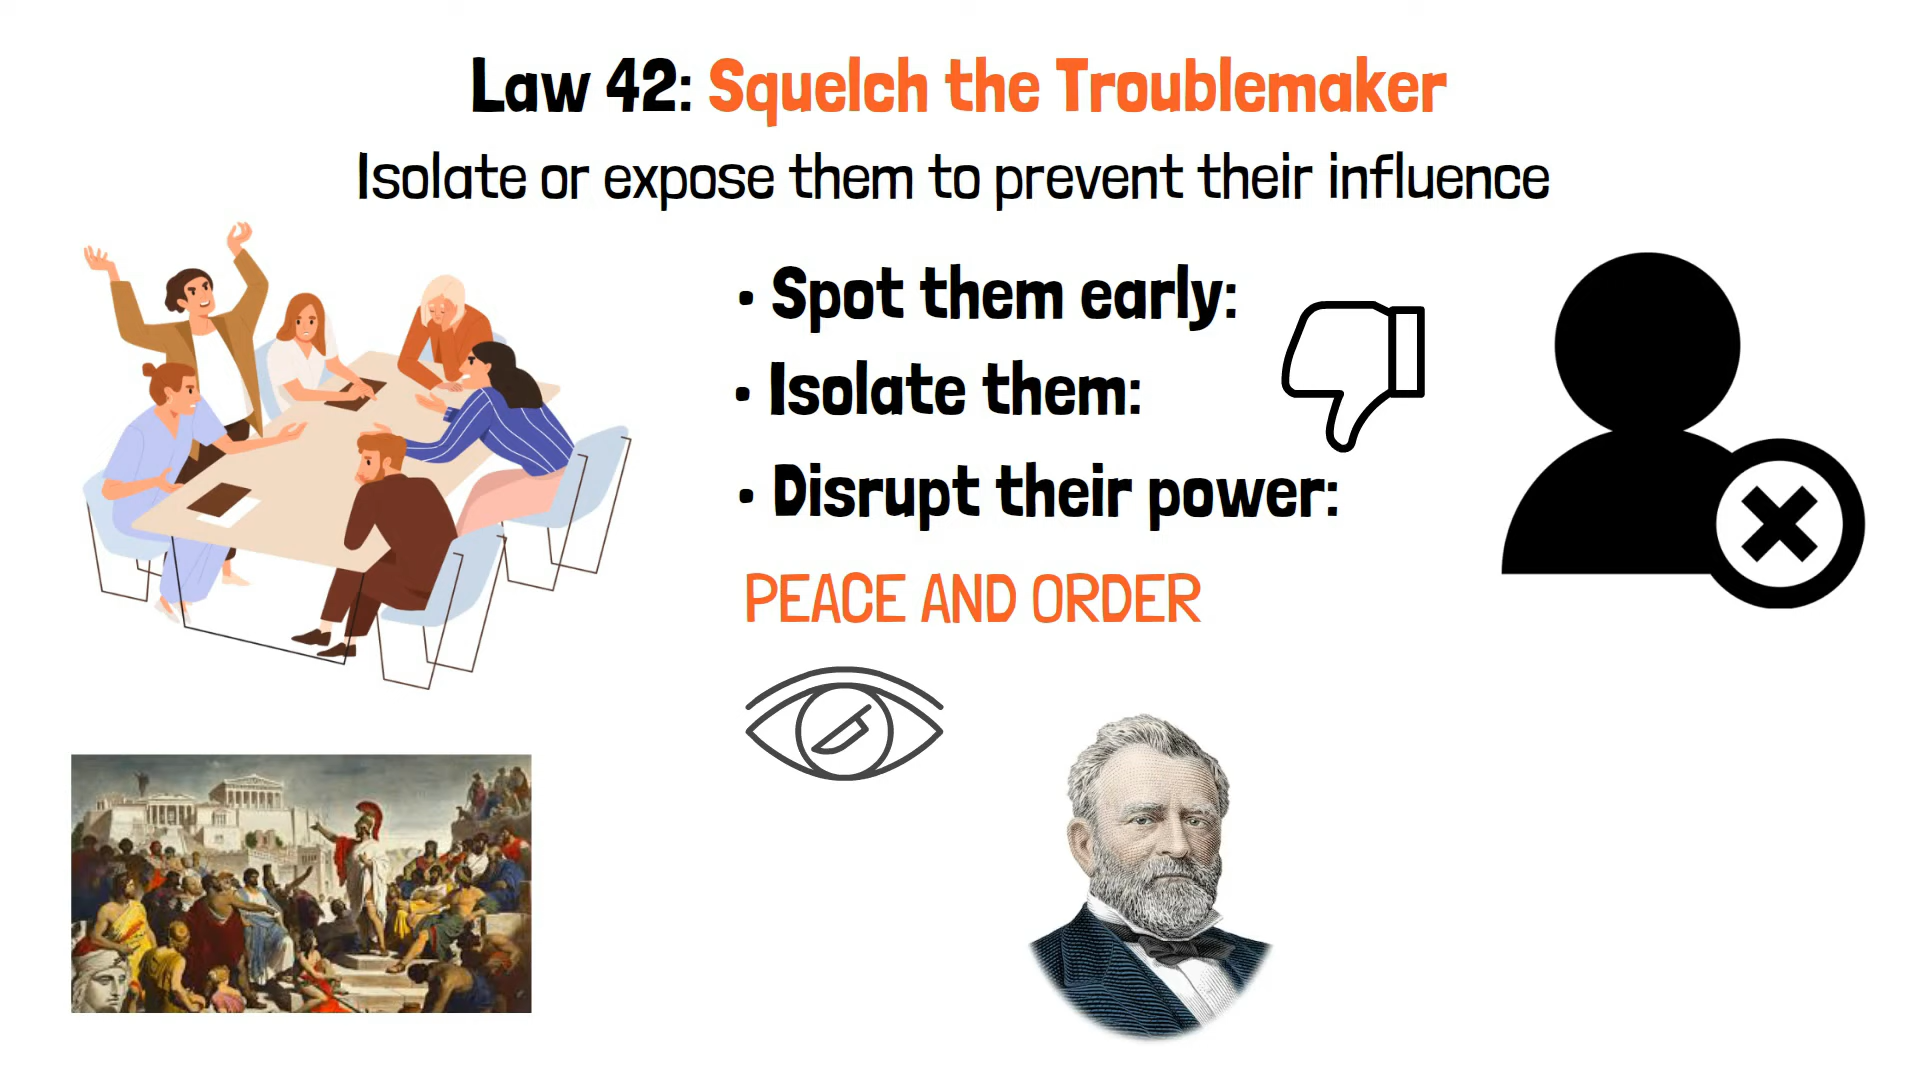 Law 42: Squelch the Troublemaker
Isolate or expose them to prevent their influence
• Spot them early:
• Isolate them:
• Disrupt their power:
PEACE AND ORDER